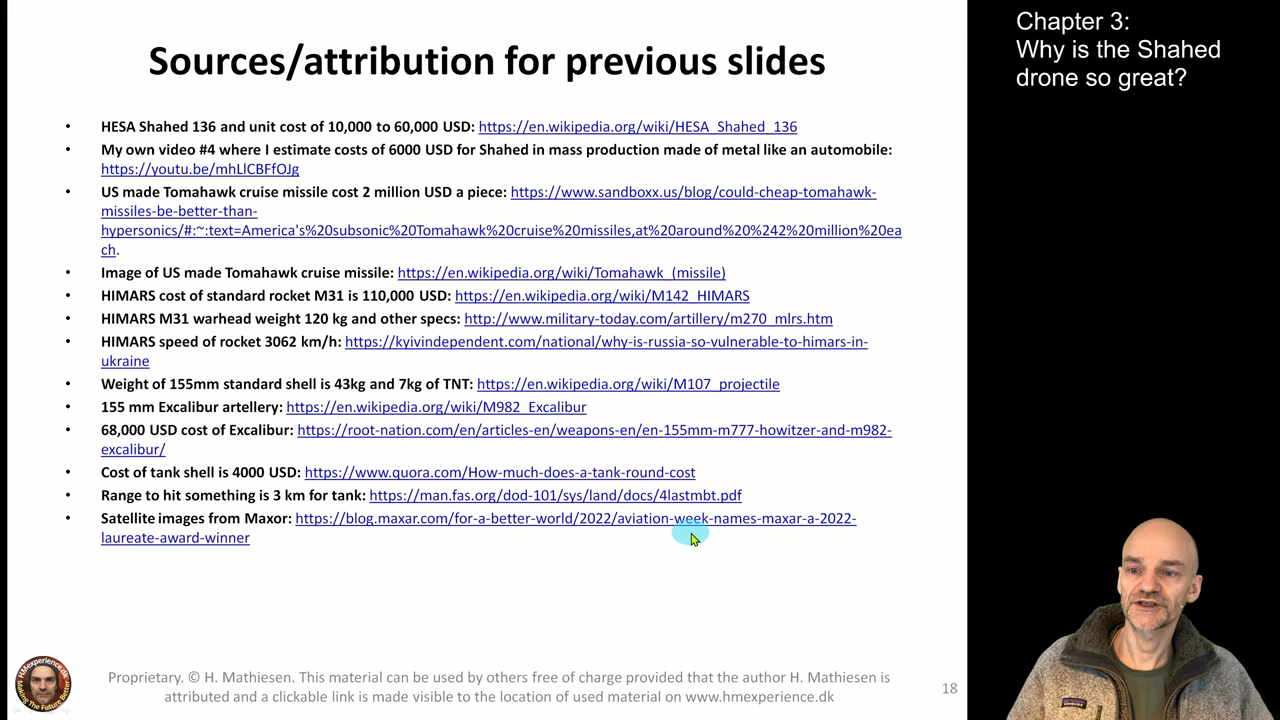 Sources/attribution for previous slides
• HESA Shahed 136 and unit cost of 10,000 to 60,000 USD: https://en.wikipedia.org/wiki/HESA_Shahed_136
• My own video #4 where I estimate costs of 6000 USD for Shahed in mass production made of metal like an automobile:
https://youtu.be/mhLlCBFfOJg
• US made Tomahawk cruise missile cost 2 million USD a piece: https://www.sandboxx.us/blog/could-cheap-tomahawk-
missiles-be-better-than-
hypersonics/#:~:text=America's%20subsonic%20Tomahawk%20cruise%20missiles,at%20around%20%242%20million%20ea
ch.
• Image of US made Tomahawk cruise missile: https://en.wikipedia.org/wiki/Tomahawk_(missile)
• HIMARS cost of standard rocket M31 is 110,000 USD: https://en.wikipedia.org/wiki/M142_HIMARS
• HIMARS M31 warhead weight 120 kg and other specs: http://www.military-today.com/artillery/m270_mlrs.htm
• HIMARS speed of rocket 3062 km/h: https://kyivindependent.com/national/why-is-russia-so-vulnerable-to-himars-in-
ukraine
• Weight of 155mm standard shell is 43kg and 7kg of TNT: https://en.wikipedia.org/wiki/M107_projectile
• 155 mm Excalibur artellery: https://en.wikipedia.org/wiki/M982_Excalibur
• 68,000 USD cost of Excalibur: https://root-nation.com/en/articles-en/weapons-en/en-155mm-m777-howitzer-and-m982-
excalibur/
• Cost of tank shell is 4000 USD: https://www.quora.com/How-much-does-a-tank-round-cost
• Range to hit something is 3 km for tank: https://man.fas.org/dod-101/sys/land/docs/4lastmbt.pdf
• Satellite images from Maxor: https://blog.maxar.com/for-a-better-world/2022/aviation-week-names-maxar-a-2022-
laureate-award-winner
HMexperience.dk
Making The Future Better
Proprietary. © H. Mathiesen. This material can be used by others free of charge provided that the author H Mathiesen is
attributed and a clickable link is made visible to the location of used material on www.hmexperience.dk
18
Chapter 3:
Why is the Shahed
drone so great?